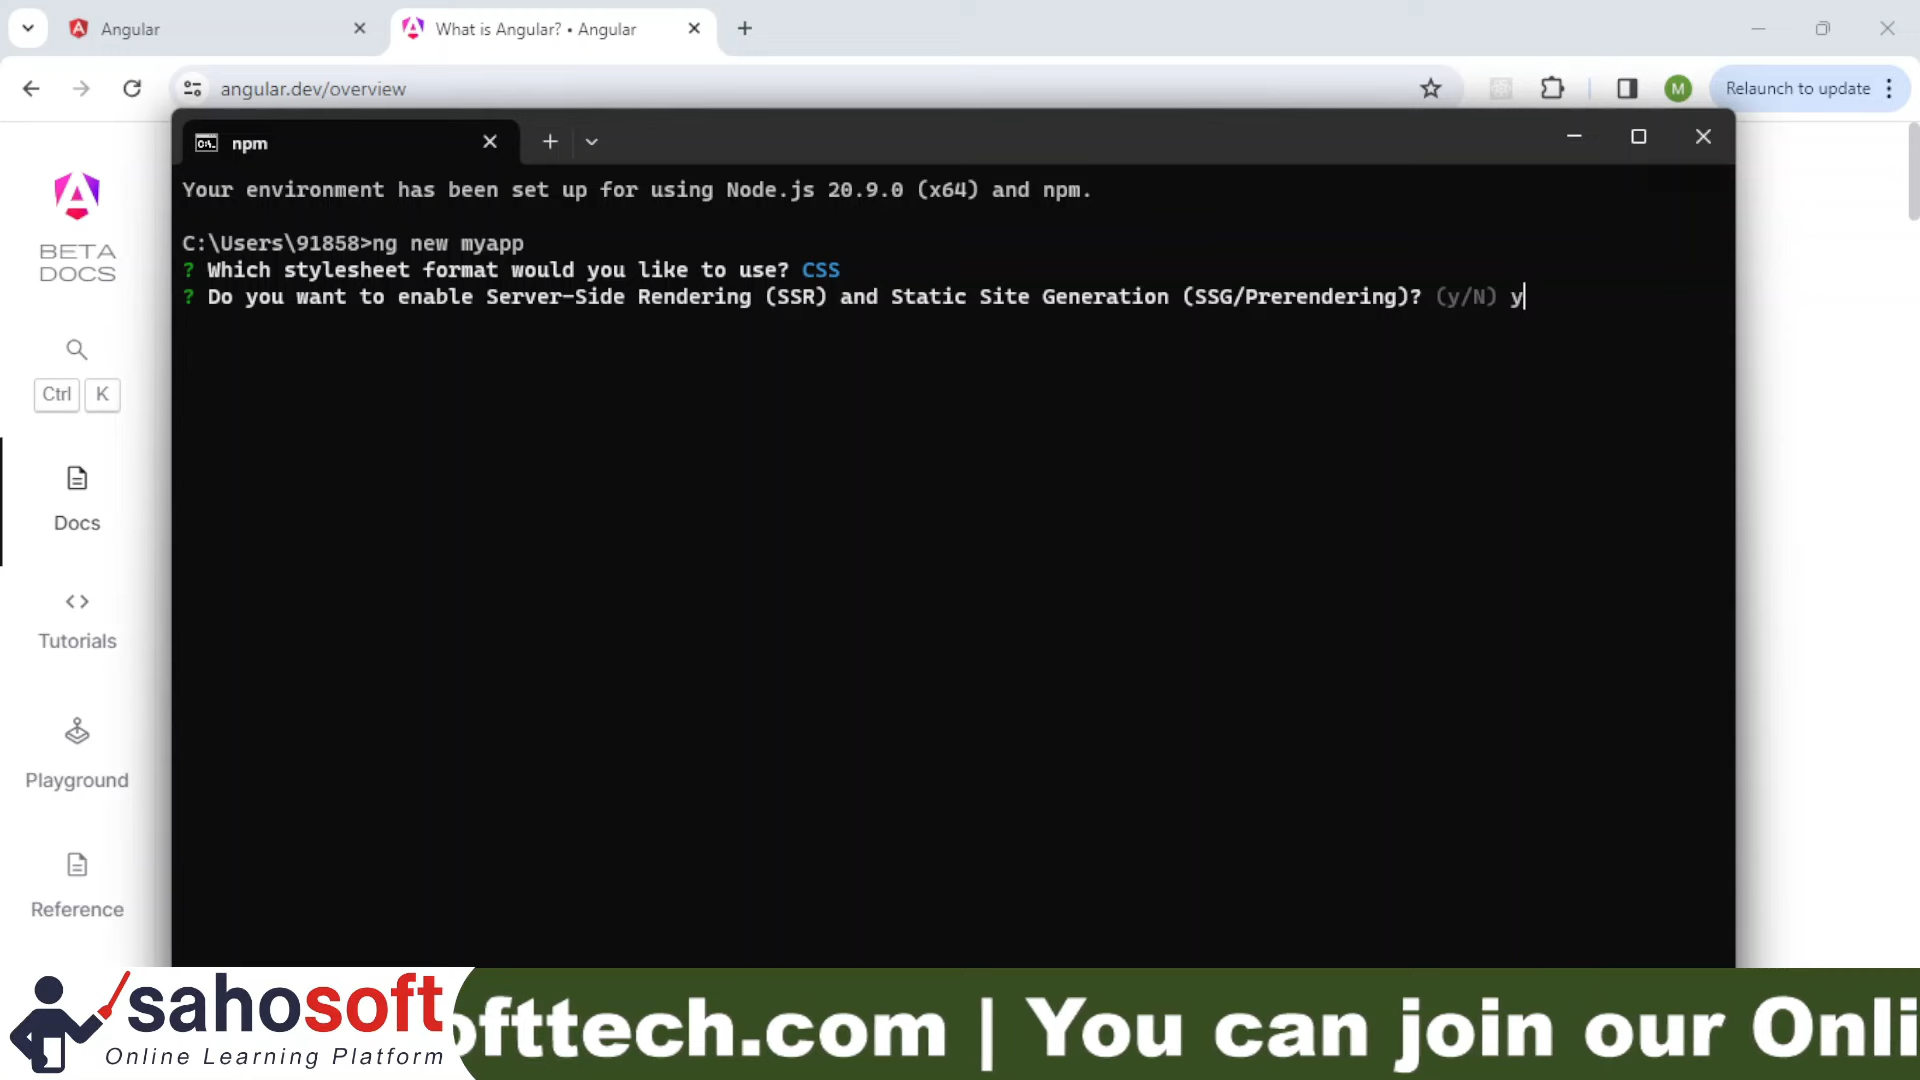 Angular
What is Angular? • Angular
angular.dev/overview
M
Relaunch to update
npm
Your environment has been set up for using Node.js 20.9.0 (x64) and npm.
C:\Users\91858>ng new myapp
? Which stylesheet format would you like to use? CSS
? Do you want to enable Server-Side Rendering (SSR) and Static Site Generation (SSG/Prerendering)? (y/N) y
BETA
DOCS
Ctrl K
Docs
Tutorials
Playground
Reference
sahosoft
Online Learning Platform
ofttech.com | You can join our Onli